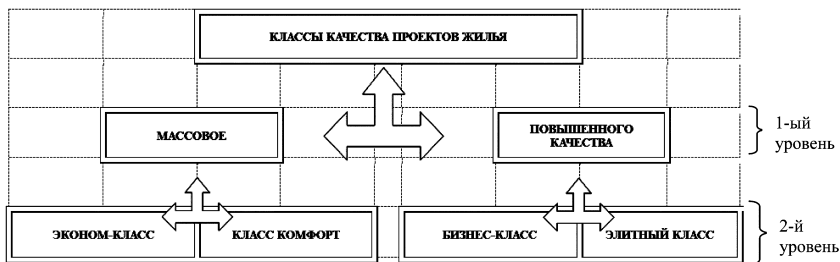 КЛАССЫ КАЧЕСТВА ПРОЕКТОВ ЖИЛЬЯ
МАССОВОЕ
ПОВЫШЕННОГО
КАЧЕСТВА
1-ый
уровень
ЭКОНОМ-КЛАСС
КЛАСС КОМФОРТ
БИЗНЕС-КЛАСС
ЭЛИТНЫЙ КЛАСС
2-й
уровень